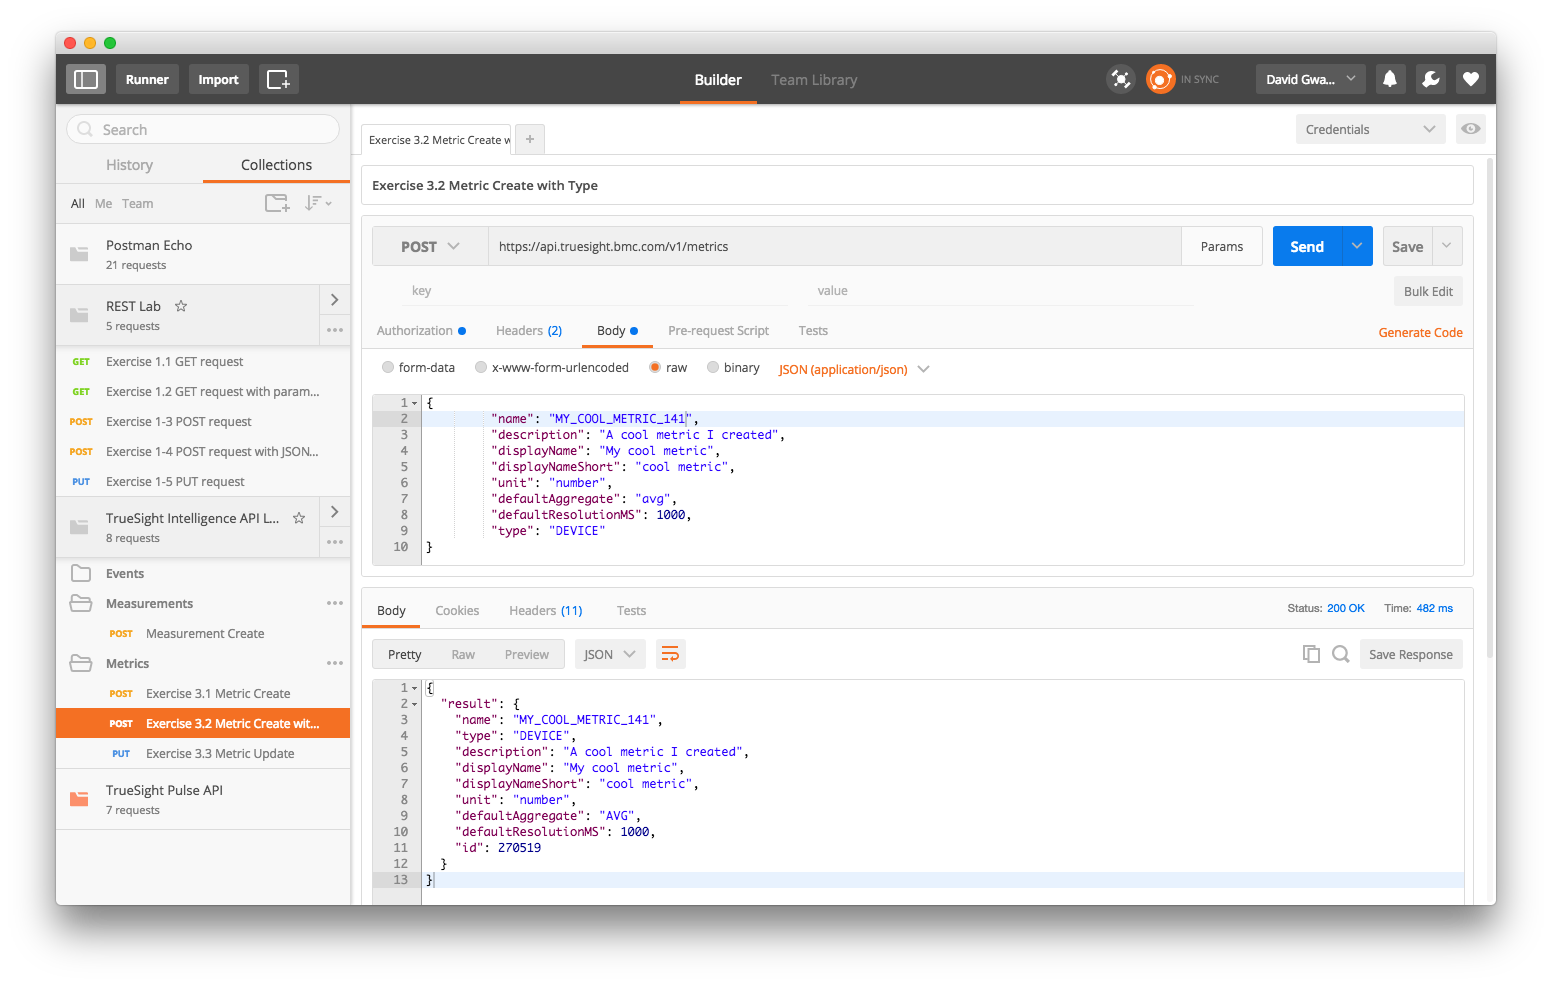 Runner
Import
Builder
Team Library
IN SYNC
David Gwa...
Search
History
Collections
All Me Team
Postman Echo
21 requests
REST Lab
5 requests
GET Exercise 1.1 GET request
GET Exercise 1.2 GET request with param...
POST Exercise 1-3 POST request
POST Exercise 1-4 POST request with JSON...
PUT Exercise 1-5 PUT request
TrueSight Intelligence API L...
8 requests
Events
Measurements
POST Measurement Create
Metrics
POST Exercise 3.1 Metric Create
POST Exercise 3.2 Metric Create wit...
PUT Exercise 3.3 Metric Update
TrueSight Pulse API
7 requests
Exercise 3.2 Metric Create w
+
Credentials
Exercise 3.2 Metric Create with Type
POST https://api.truesight.bmc.com/v1/metrics Params Send Save
key value Bulk Edit
Authorization Headers (2) Body Pre-request Script Tests Generate Code
form-data x-www-form-urlencoded raw binary JSON (application/json)
1 {
2 "name": "MY_COOL_METRIC_141",
3 "description": "A cool metric I created",
4 "displayName": "My cool metric",
5 "displayNameShort": "cool metric",
6 "unit": "number",
7 "defaultAggregate": "avg",
8 "defaultResolutionMS": 1000,
9 "type": "DEVICE"
10 }
Body Cookies Headers (11) Tests Status: 200 OK Time: 482 ms
Pretty Raw Preview JSON Save Response
1 {
2 "result": {
3 "name": "MY_COOL_METRIC_141",
4 "type": "DEVICE",
5 "description": "A cool metric I created",
6 "displayName": "My cool metric",
7 "displayNameShort": "cool metric",
8 "unit": "number",
9 "defaultAggregate": "AVG",
10 "defaultResolutionMS": 1000,
11 "id": 270519
12 }
13 }